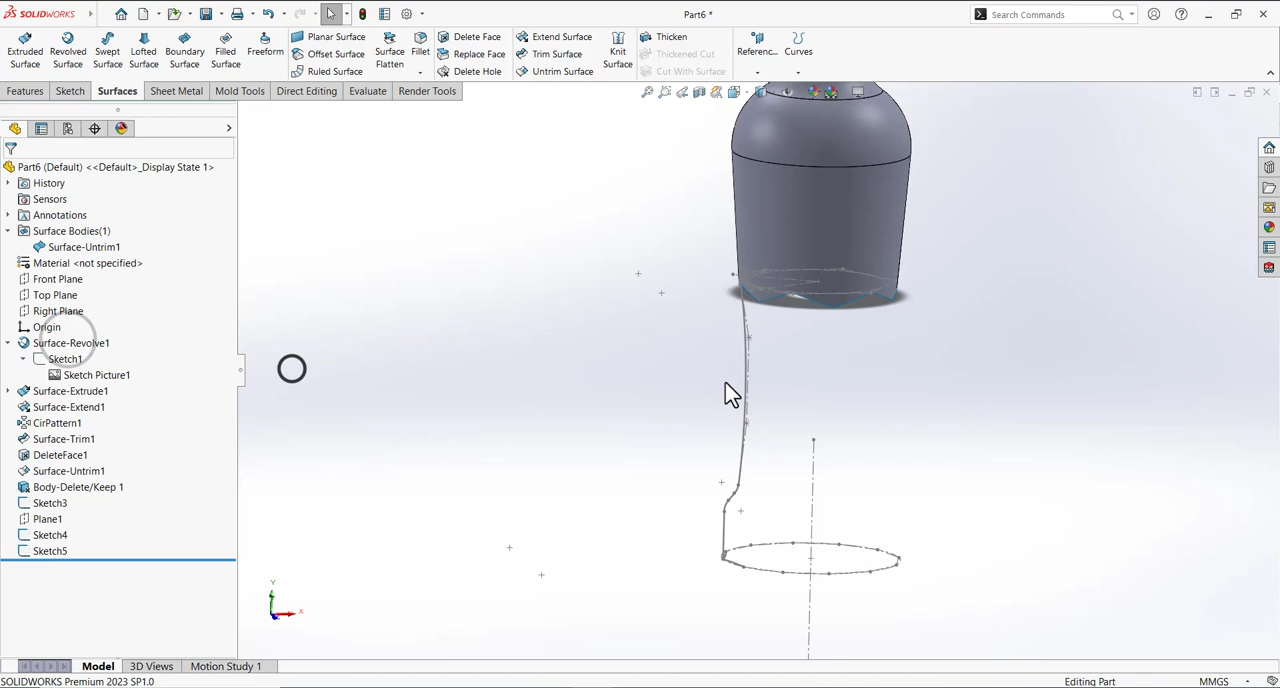 SOLIDWORKS
Part6 *
Search Commands
Extruded Surface
Revolved Surface
Swept Surface
Lofted Surface
Boundary Surface
Filled Surface
Freeform
Planar Surface
Offset Surface
Ruled Surface
Surface Flatten
Fillet
Delete Face
Replace Face
Delete Hole
Extend Surface
Trim Surface
Untrim Surface
Knit Surface
Thicken
Thickened Cut
Cut With Surface
Referenc...
Curves
Features
Sketch
Surfaces
Sheet Metal
Mold Tools
Direct Editing
Evaluate
Render Tools
Part6 (Default) <<Default>_Display State 1>
History
Sensors
Annotations
Surface Bodies(1)
Surface-Untrim1
Material <not specified>
Front Plane
Top Plane
Right Plane
Origin
Surface-Revolve1
Sketch1
Sketch Picture1
Surface-Extrude1
Surface-Extend1
CirPattern1
Surface-Trim1
DeleteFace1
Surface-Untrim1
Body-Delete/Keep 1
Sketch3
Plane1
Sketch4
Sketch5
Y
X
Model
3D Views
Motion Study 1
SOLIDWORKS Premium 2023 SP1.0
Editing Part
MMGS